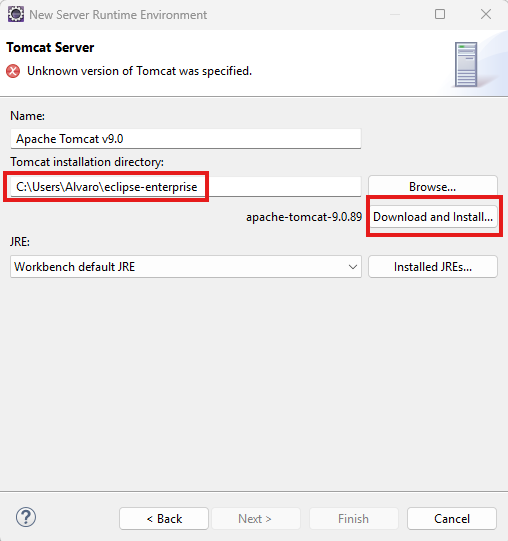 New Server Runtime Environment
Tomcat Server
Unknown version of Tomcat was specified.
Name:
Apache Tomcat v9.0
Tomcat installation directory:
C:\Users\Alvaro\eclipse-enterprise
Browse...
apache-tomcat-9.0.89
Download and Install...
JRE:
Workbench default JRE
Installed JREs...
?
< Back
Next >
Finish
Cancel